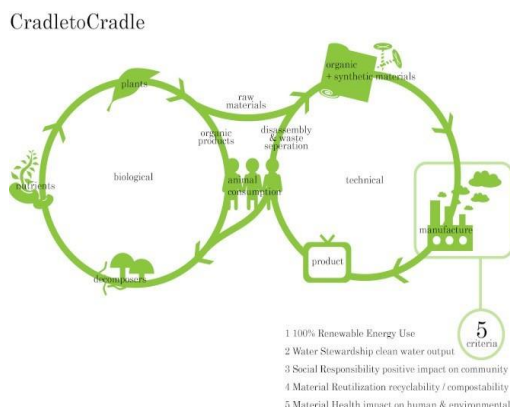 CradletoCradle
organic
+ synthetic materials
plants
raw
materials
organic
products
disassembly
& waste
seperation
nutrients
biological
animal
consumption
technical
manufacture
product
decomposers
5
criteria
1 100% Renewable Energy Use
2 Water Stewardship clean water output
3 Social Responsibility positive impact on community
4 Material Reutilization recyclability / compostability
5 Material Health impact on human & environmental